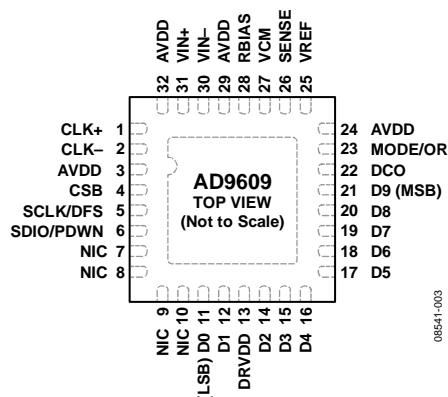 32 AVDD
31 VIN+
30 VIN–
29 AVDD
28 RBIAS
27 VCM
26 SENSE
25 VREF
CLK+ 1
CLK– 2
AVDD 3
CSB 4
SCLK/DFS 5
SDIO/PDWN 6
NIC 7
NIC 8
AD9609
TOP VIEW
(Not to Scale)
24 AVDD
23 MODE/OR
22 DCO
21 D9 (MSB)
20 D8
19 D7
18 D6
17 D5
NIC 9
NIC 10
(LSB) D0 11
D1 12
DRVDD 13
D2 14
D3 15
D4 16
08541-003